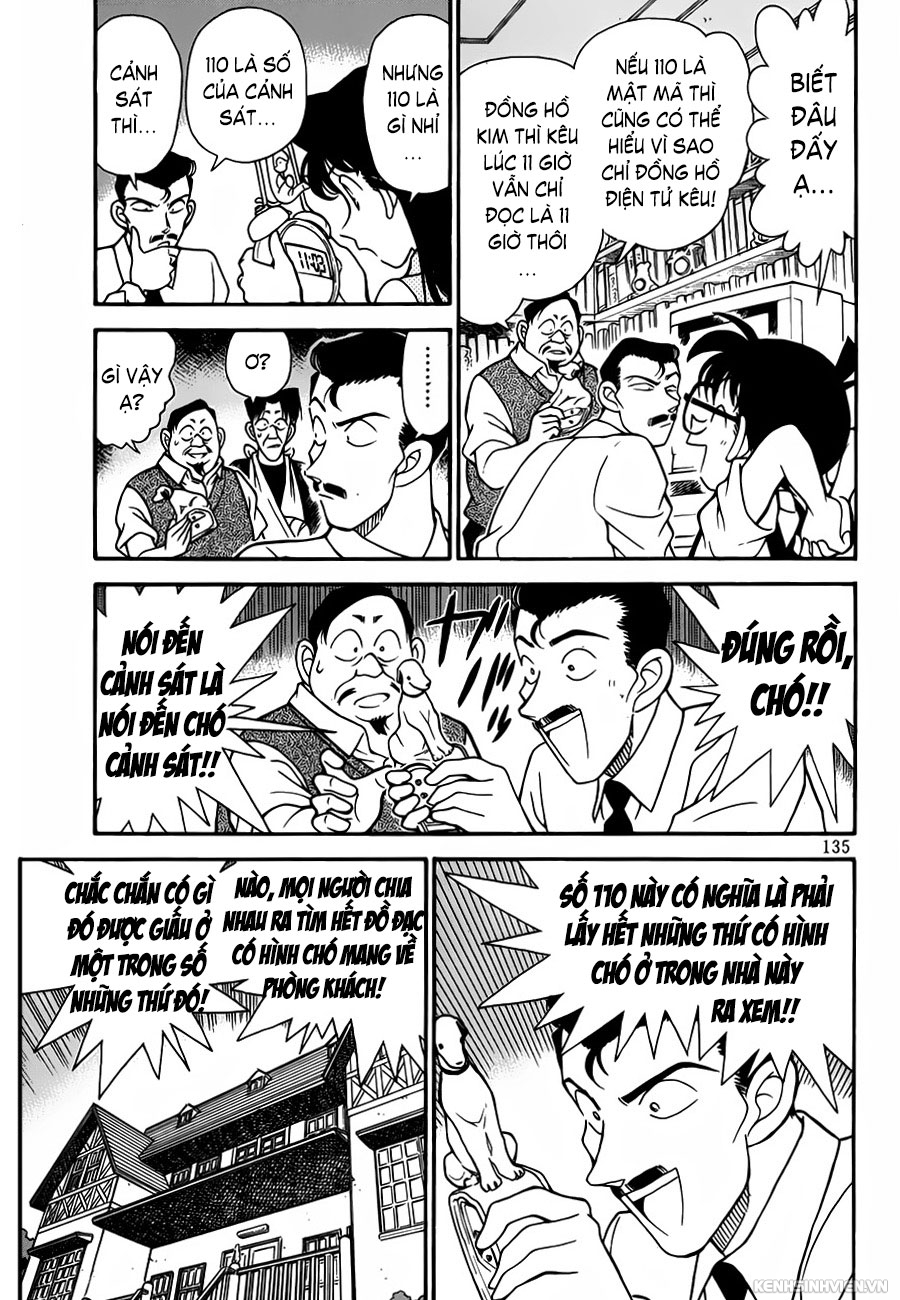 BIẾT
ĐÂU
ĐẤY
Ạ...
NẾU 110 LÀ
MẬT MÃ THÌ
CŨNG CÓ THỂ
HIỂU VÌ SAO
CHỈ ĐỒNG HỒ
ĐIỆN TỬ KÊU!
ĐỒNG HỒ
KIM THÌ KÊU
LÚC 11 GIỜ
VẪN CHỈ
ĐỌC LÀ 11
GIỜ THÔI
...
NHƯNG
110 LÀ
GÌ NHỈ
...
110 LÀ SỐ
CỦA CẢNH
SÁT...
CẢNH
SÁT
THÌ...
11:03
.........
Ơ?
GÌ VẬY
Ạ?
ĐÚNG RỒI,
CHÓ!!
NÓI ĐẾN
CẢNH SÁT LÀ
NÓI ĐẾN CHÓ
CẢNH SÁT!!
135
SỐ 110 NÀY CÓ NGHĨA LÀ PHẢI
LẤY HẾT NHỮNG THỨ CÓ HÌNH
CHÓ Ở TRONG NHÀ NÀY
RA XEM!!
NÀO, MỌI NGƯỜI CHIA
NHAU RA TÌM HẾT ĐỒ ĐẠC
CÓ HÌNH CHÓ MANG VỀ
PHÒNG KHÁCH!
CHẮC CHẮN CÓ GÌ
ĐÓ ĐƯỢC GIẤU Ở
MỘT TRONG SỐ
NHỮNG THỨ ĐÓ!
KENHSINHVIEN.VN